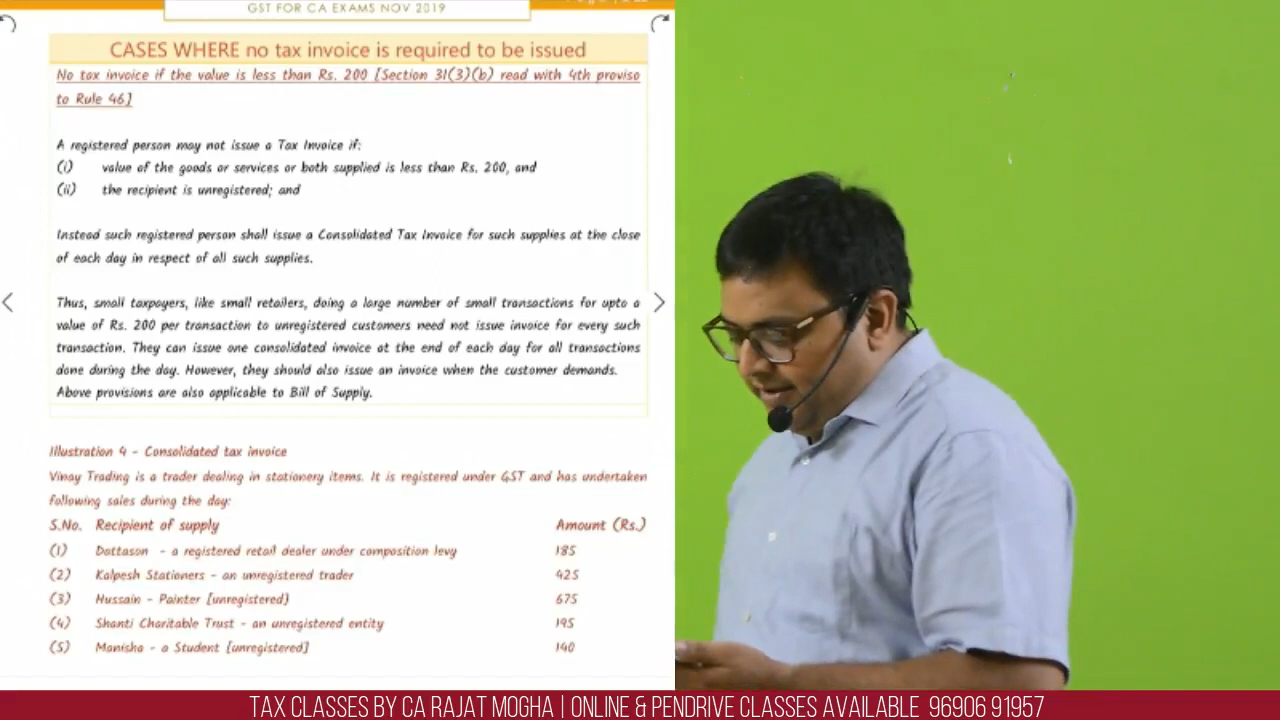 GST FOR CA EXAMS NOV 2019
CASES WHERE no tax invoice is required to be issued
No tax invoice if the value is less than Rs. 200 [Section 31(3)(b) read with 4th proviso
to Rule 46]
A registered person may not issue a Tax Invoice if:
(i) value of the goods or services or both supplied is less than Rs. 200, and
(ii) the recipient is unregistered; and
Instead such registered person shall issue a Consolidated Tax Invoice for such supplies at the close
of each day in respect of all such supplies.
Thus, small taxpayers, like small retailers, doing a large number of small transactions for upto a
value of Rs. 200 per transaction to unregistered customers need not issue invoice for every such
transaction. They can issue one consolidated invoice at the end of each day for all transactions
done during the day. However, they should also issue an invoice when the customer demands.
Above provisions are also applicable to Bill of Supply.
Illustration 4 - Consolidated tax invoice
Vinay Trading is a trader dealing in stationery items. It is registered under GST and has undertaken
following sales during the day:
S.No. Recipient of supply Amount (Rs.)
(1) Dattason - a registered retail dealer under composition levy 185
(2) Kalpesh Stationers - an unregistered trader 425
(3) Hussain - Painter [unregistered] 675
(4) Shanti Charitable Trust - an unregistered entity 195
(5) Manisha - a Student [unregistered] 140
TAX CLASSES BY CA RAJAT MOGHA | ONLINE & PENDRIVE CLASSES AVAILABLE 96906 91957